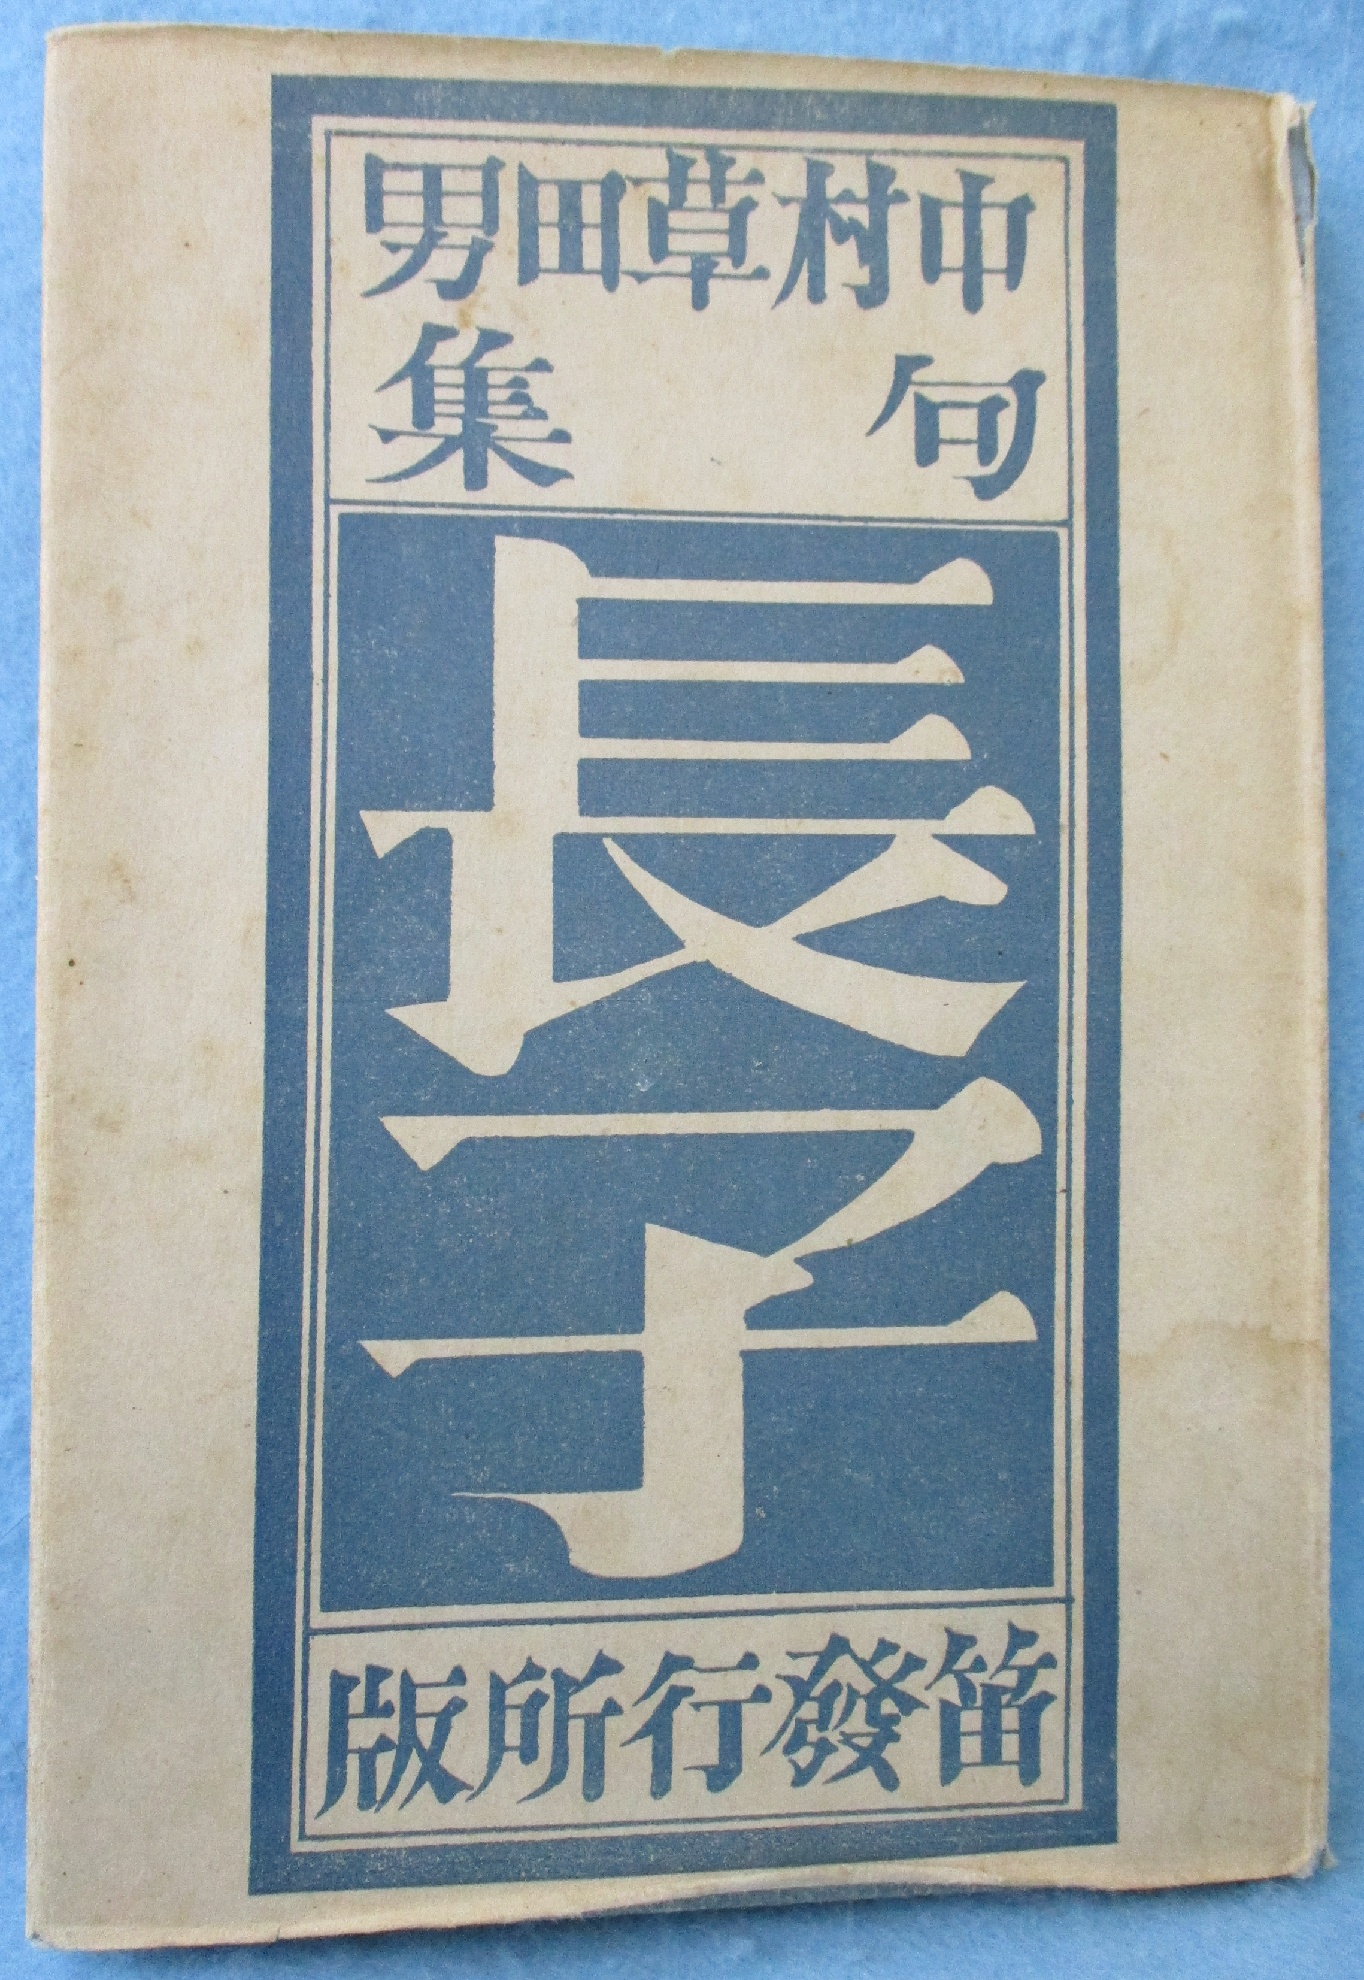 中村草田男
句集
長子
笛發行所版